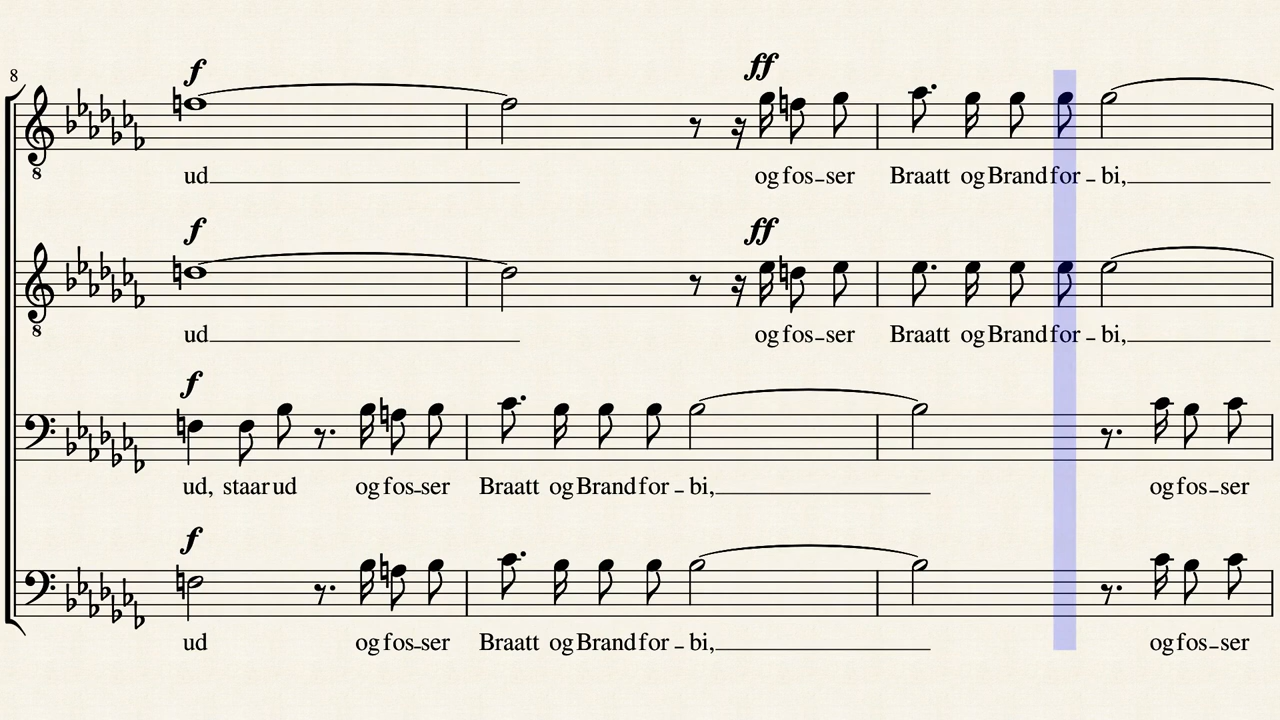 f
ff
8
8
ud og fos-ser Braatt og Brand for-bi,
f
ff
8
ud og fos-ser Braatt og Brand for-bi,
f
ud, staar ud og fos-ser Braatt og Brand for-bi, og fos-ser
f
ud og fos-ser Braatt og Brand for-bi, og fos-ser